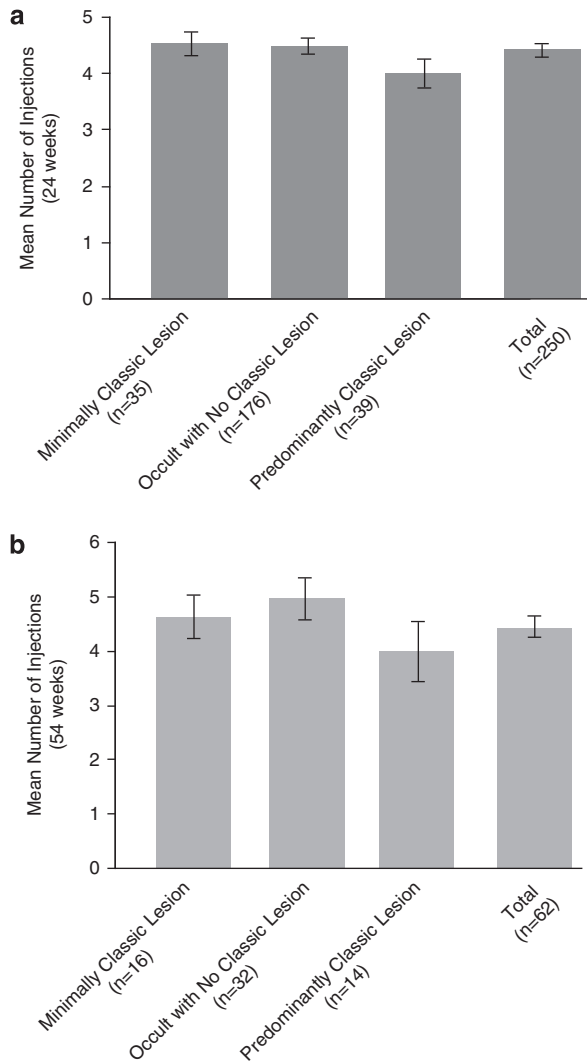 a
Mean Number of Injections
(24 weeks)
5
4
3
2
1
0
Minimally Classic Lesion
(n=35)
Occult with No Classic Lesion
(n=176)
Predominantly Classic Lesion
(n=39)
Total
(n=250)
b
Mean Number of Injections
(54 weeks)
6
5
4
3
2
1
0
Minimally Classic Lesion
(n=16)
Occult with No Classic Lesion
(n=32)
Predominantly Classic Lesion
(n=14)
Total
(n=62)